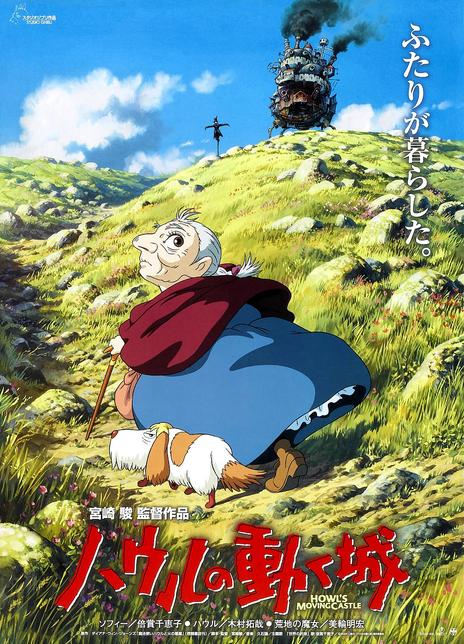 スタジオジブリ作品
STUDIO GHIBLI
ふたりが暮らした。
宮崎 駿 監督作品
ハウルの動く城
HOWL'S
MOVING CASTLE
ソフィー/倍賞千恵子 ● ハウル/木村拓哉 ● 荒地の魔女/美輪明宏